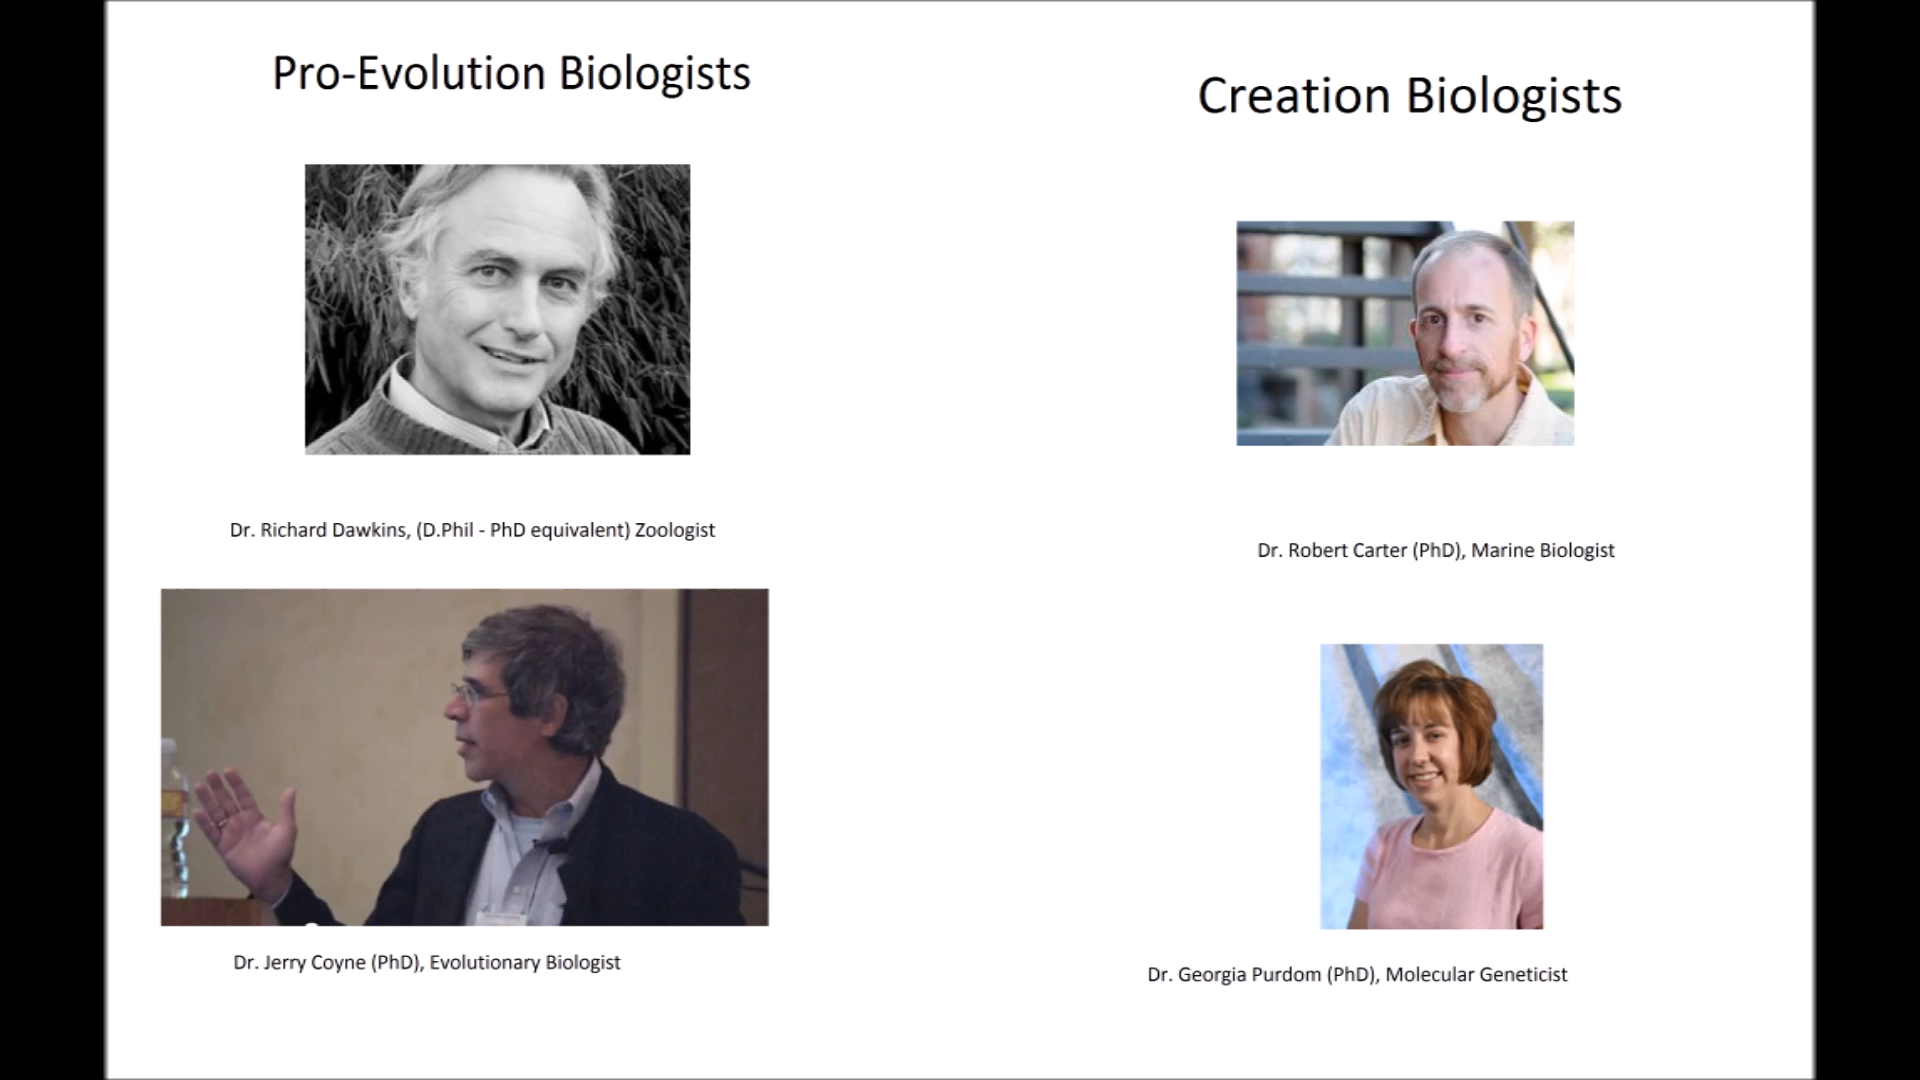 Pro-Evolution Biologists
Creation Biologists
Dr. Richard Dawkins, (D.Phil - PhD equivalent) Zoologist
Dr. Robert Carter (PhD), Marine Biologist
Dr. Jerry Coyne (PhD), Evolutionary Biologist
Dr. Georgia Purdom (PhD), Molecular Geneticist